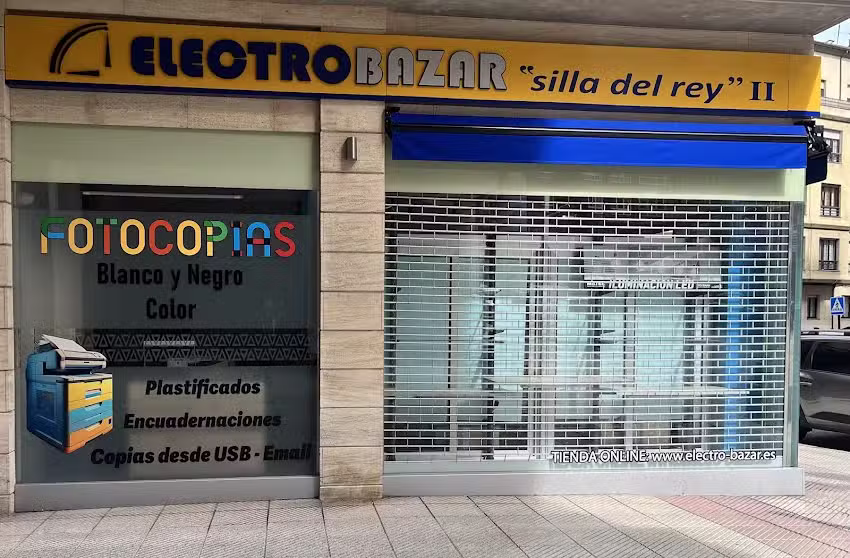 ELECTROBAZAR "silla del rey" II
FOTOCOPIAS
Blanco y Negro
Color
Plastificados
Encuadernaciones
Copias desde USB - Email
ILUMINACION LED
TIENDA ONLINE: www.electro-bazar.es